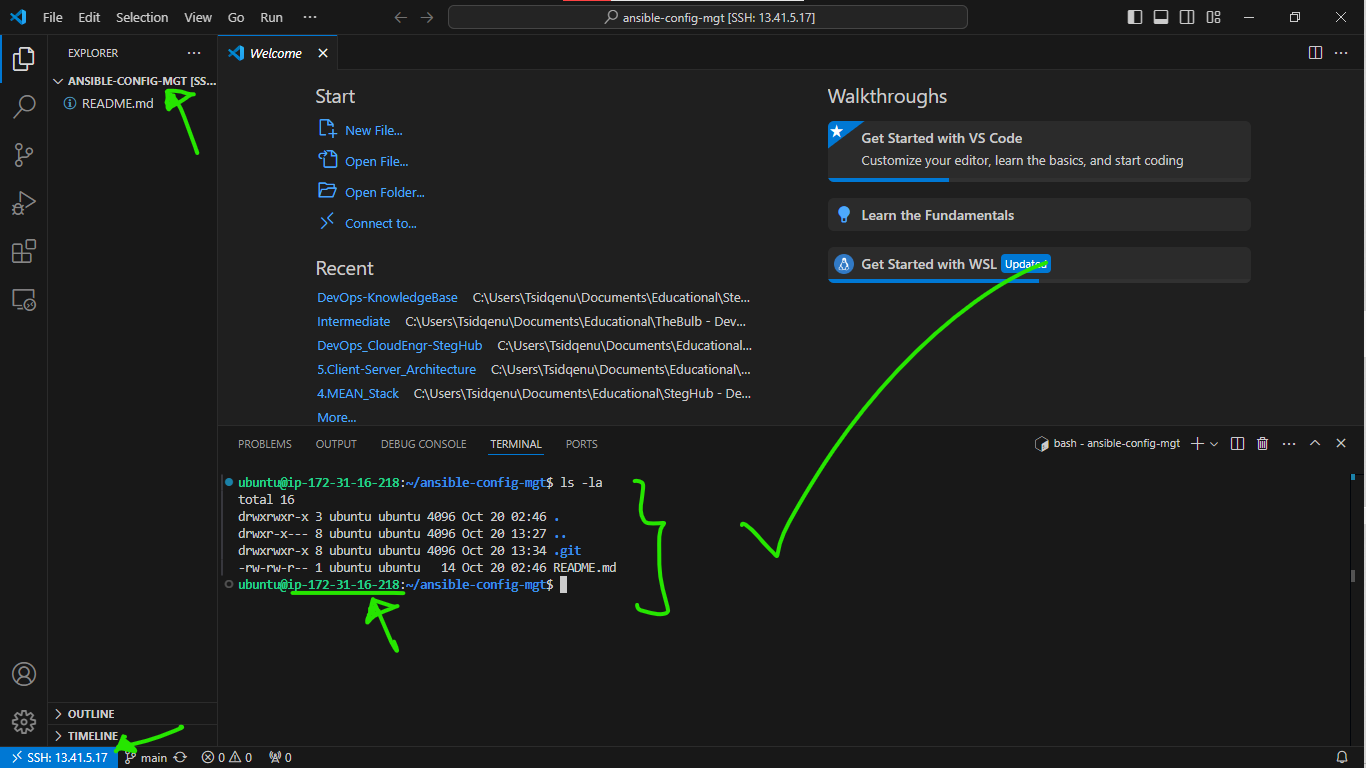 File Edit Selection View Go Run ···
ansible-config-mgt [SSH: 13.41.5.17]
EXPLORER
ANSIBLE-CONFIG-MGT [SS...
README.md
Welcome
Start
New File...
Open File...
Open Folder...
Connect to...
Recent
DevOps-KnowledgeBase C:\Users\Tsidqenu\Documents\Educational\Ste...
Intermediate C:\Users\Tsidqenu\Documents\Educational\TheBulb - Dev...
DevOps_CloudEngr-StegHub C:\Users\Tsidqenu\Documents\Educational...
5.Client-Server_Architecture C:\Users\Tsidqenu\Documents\Educational\...
4.MEAN_Stack C:\Users\Tsidqenu\Documents\Educational\StegHub - De...
More...
Walkthroughs
Get Started with VS Code
Customize your editor, learn the basics, and start coding
Learn the Fundamentals
Get Started with WSL Updated
PROBLEMS OUTPUT DEBUG CONSOLE TERMINAL PORTS
bash - ansible-config-mgt
ubuntu@ip-172-31-16-218:~/ansible-config-mgt$ ls -la
total 16
drwxrwxr-x 3 ubuntu ubuntu 4096 Oct 20 02:46 .
drwxr-x--- 8 ubuntu ubuntu 4096 Oct 20 13:27 ..
drwxrwxr-x 8 ubuntu ubuntu 4096 Oct 20 13:34 .git
-rw-rw-r-- 1 ubuntu ubuntu   14 Oct 20 02:46 README.md
ubuntu@ip-172-31-16-218:~/ansible-config-mgt$
OUTLINE
TIMELINE
SSH: 13.41.5.17 main 0 0 0